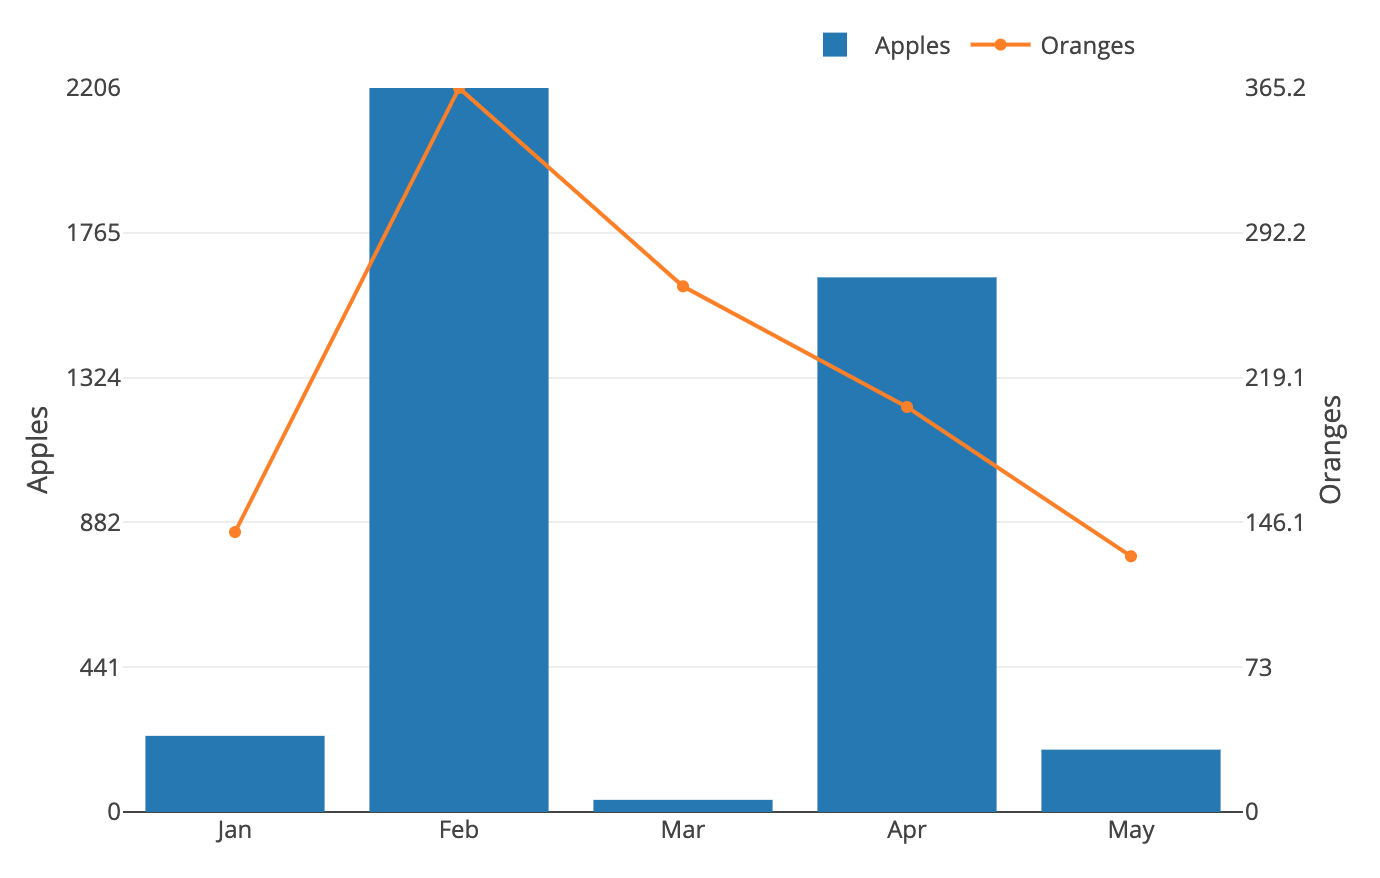 Apples Oranges
2206 365.2
1765 292.2
1324 219.1
Apples
Oranges
882 146.1
441 73
0 0
Jan Feb Mar Apr May